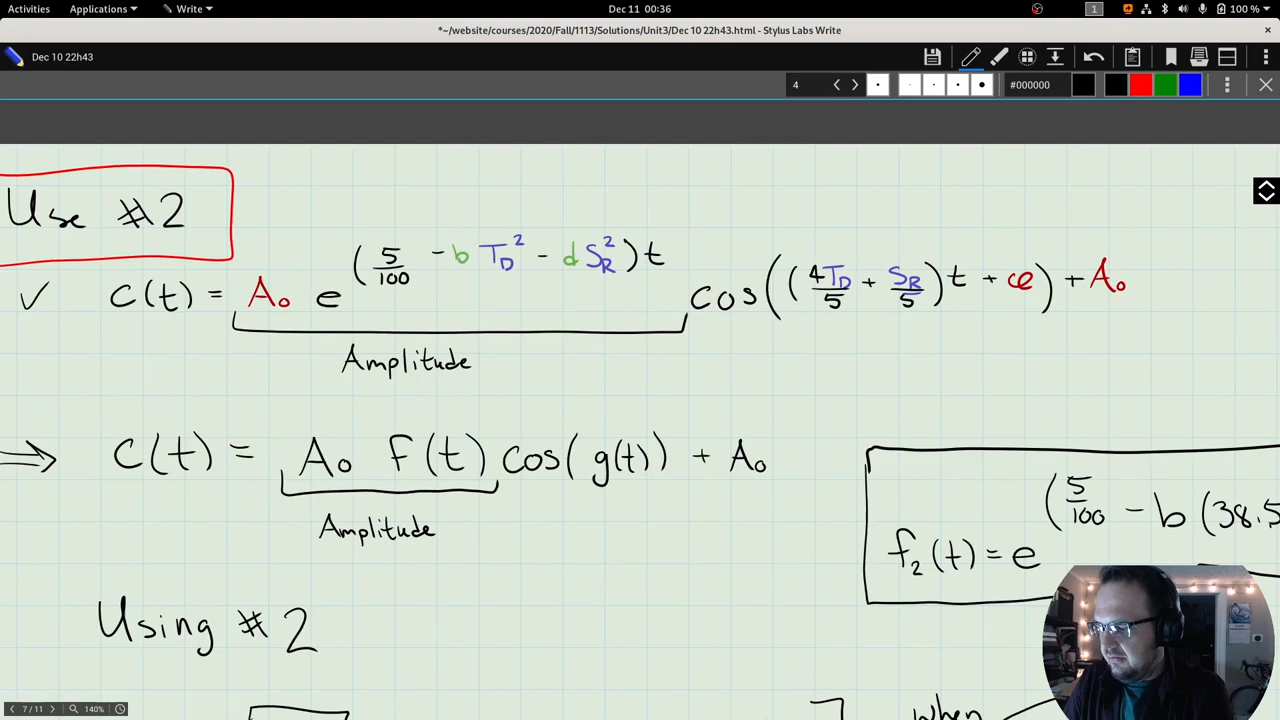 Activities Applications Write Dec 11 00:36 1 100 %
*~/website/courses/2020/Fall/1113/Solutions/Unit3/Dec 10 22h43.html - Stylus Labs Write
Dec 10 22h43
4 #000000
Use #2
✓ C(t) = A₀ e^(5/100 - b T_D² - d S_R²)t cos((4T_D/5 + S_R/5)t + φ) + A₀
Amplitude
⇒ C(t) = A₀ f(t) cos(g(t)) + A₀
Amplitude
f₂(t) = e^(5/100 - b (38.5
Using #2
when
7 / 11 140%